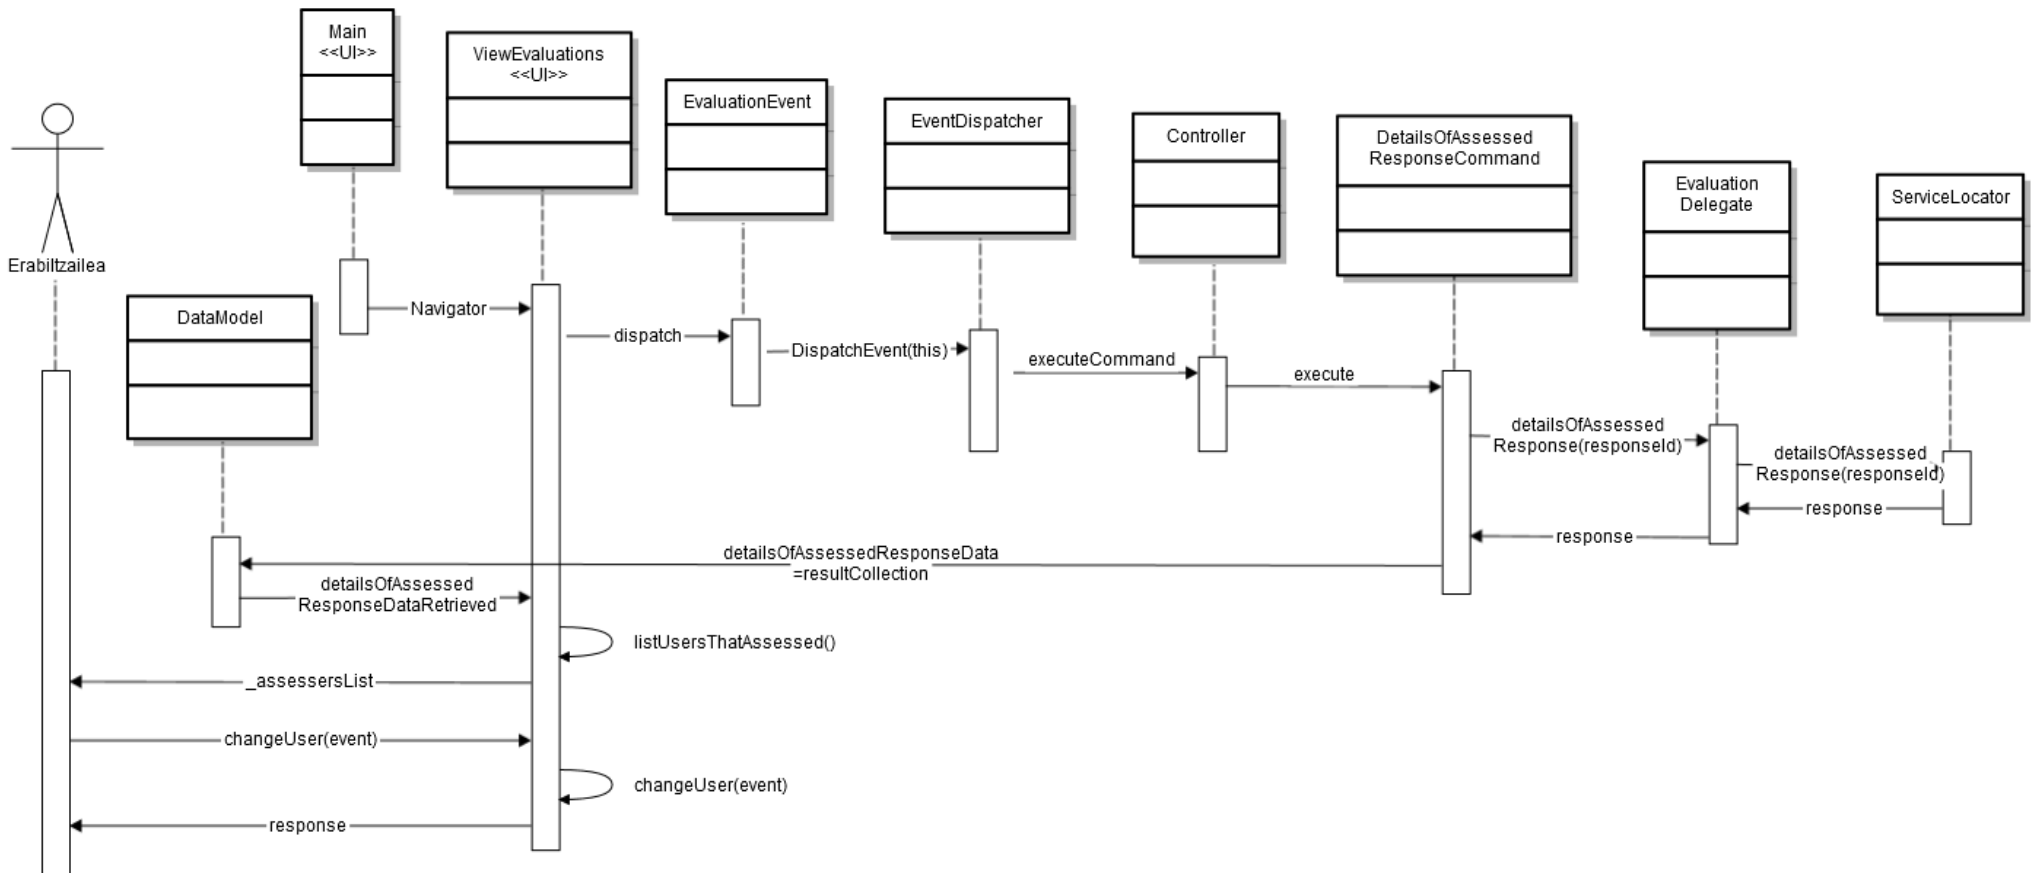 Main
<<UI>>
ViewEvaluations
<<UI>>
EvaluationEvent
EventDispatcher
Controller
DetailsOfAssessed
ResponseCommand
Evaluation
Delegate
ServiceLocator
Erabiltzailea
DataModel
Navigator
dispatch
DispatchEvent(this)
executeCommand
execute
detailsOfAssessed
Response(responseId)
detailsOfAssessed
Response(responseId)
response
response
detailsOfAssessedResponseData
=resultCollection
detailsOfAssessed
ResponseDataRetrieved
listUsersThatAssessed()
_assessersList
changeUser(event)
changeUser(event)
response